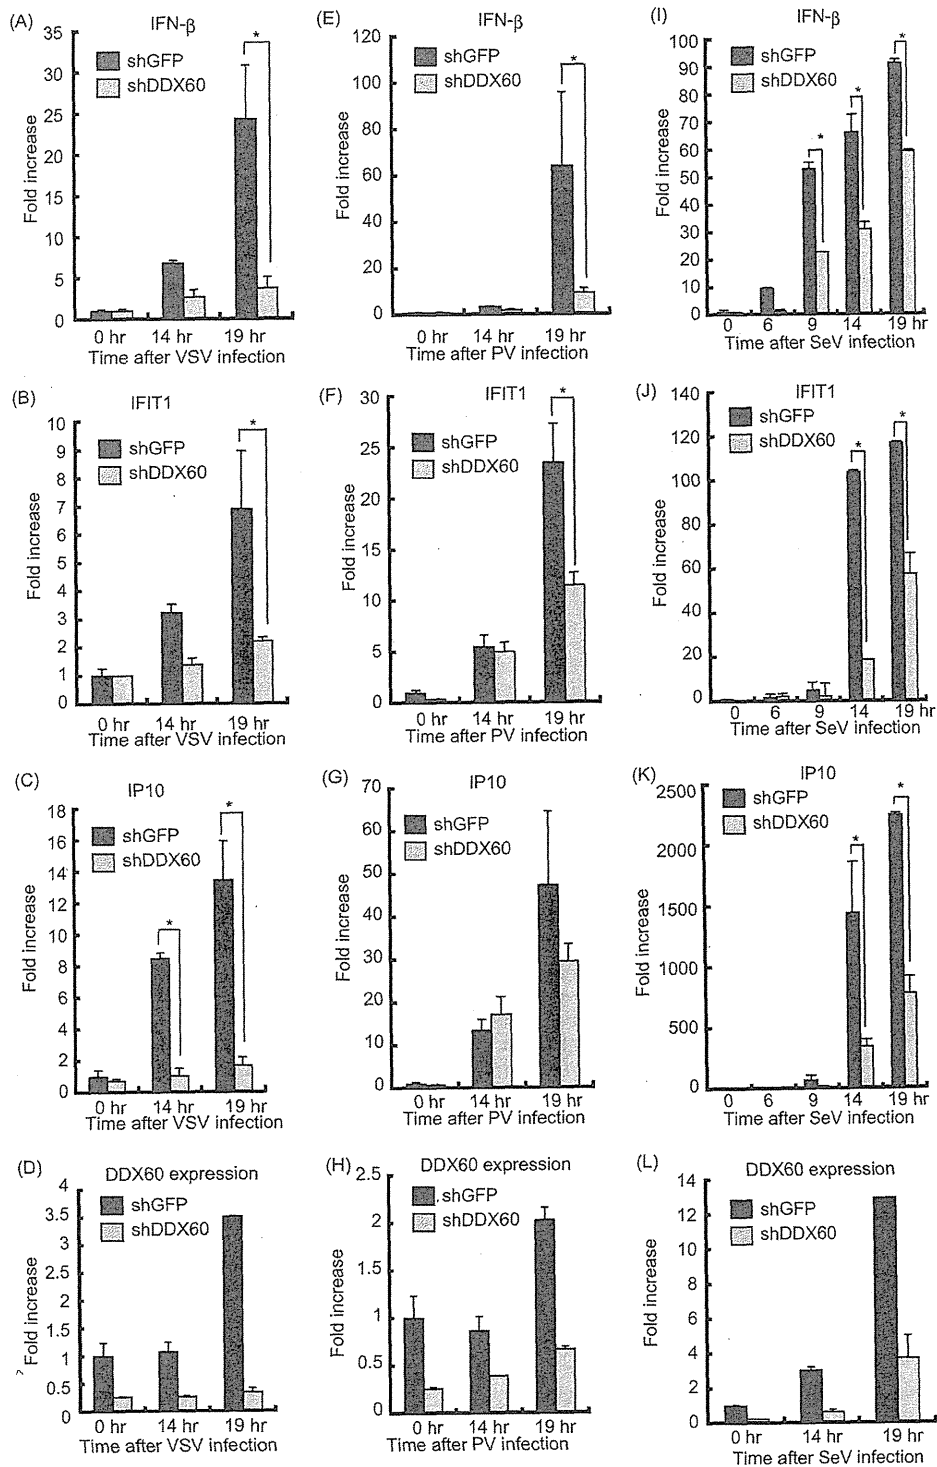 (A)
IFN-β
shGFP
shDDX60
*
Fold increase
35
30
25
20
15
10
5
0
0 hr 14 hr 19 hr
Time after VSV infection
(E)
IFN-β
shGFP
shDDX60
*
Fold increase
120
100
80
60
40
20
0
0 hr 14 hr 19 hr
Time after PV infection
(I)
IFN-β
shGFP
shDDX60
* * *
Fold increase
100
90
80
70
60
50
40
30
20
10
0
0 6 9 14 19 hr
Time after SeV infection
(B)
IFIT1
shGFP
shDDX60
*
Fold increase
10
9
8
7
6
5
4
3
2
1
0
0 hr 14 hr 19 hr
Time after VSV infection
(F)
IFIT1
shGFP
shDDX60
*
Fold increase
30
25
20
15
10
5
0
0 hr 14 hr 19 hr
Time after PV infection
(J)
IFIT1
shGFP
shDDX60
* *
Fold increase
140
120
100
80
60
40
20
0
0 6 9 14 19 hr
Time after SeV infection
(C)
IP10
shGFP
shDDX60
* *
Fold increase
18
16
14
12
10
8
6
4
2
0
0 hr 14 hr 19 hr
Time after VSV infection
(G)
IP10
shGFP
shDDX60
Fold increase
70
60
50
40
30
20
10
0
0 hr 14 hr 19 hr
Time after PV infection
(K)
IP10
shGFP
shDDX60
* *
Fold increase
2500
2000
1500
1000
500
0
0 6 9 14 19 hr
Time after SeV infection
(D)
DDX60 expression
shGFP
shDDX60
Fold increase
4
3.5
3
2.5
2
1.5
1
0.5
0
0 hr 14 hr 19 hr
Time after VSV infection
(H)
DDX60 expression
shGFP
shDDX60
Fold increase
2.5
2
1.5
1
0.5
0
0 hr 14 hr 19 hr
Time after PV infection
(L)
DDX60 expression
shGFP
shDDX60
Fold increase
14
12
10
8
6
4
2
0
0 hr 14 hr 19 hr
Time after SeV infection